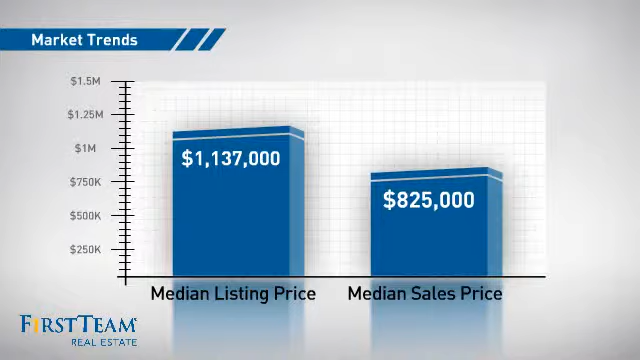 Market Trends
$1.5M
$1.25M
$1M
$750K
$500K
$250K
$1,137,000
$825,000
Median Listing Price
Median Sales Price
FIRSTTEAM®
REAL ESTATE